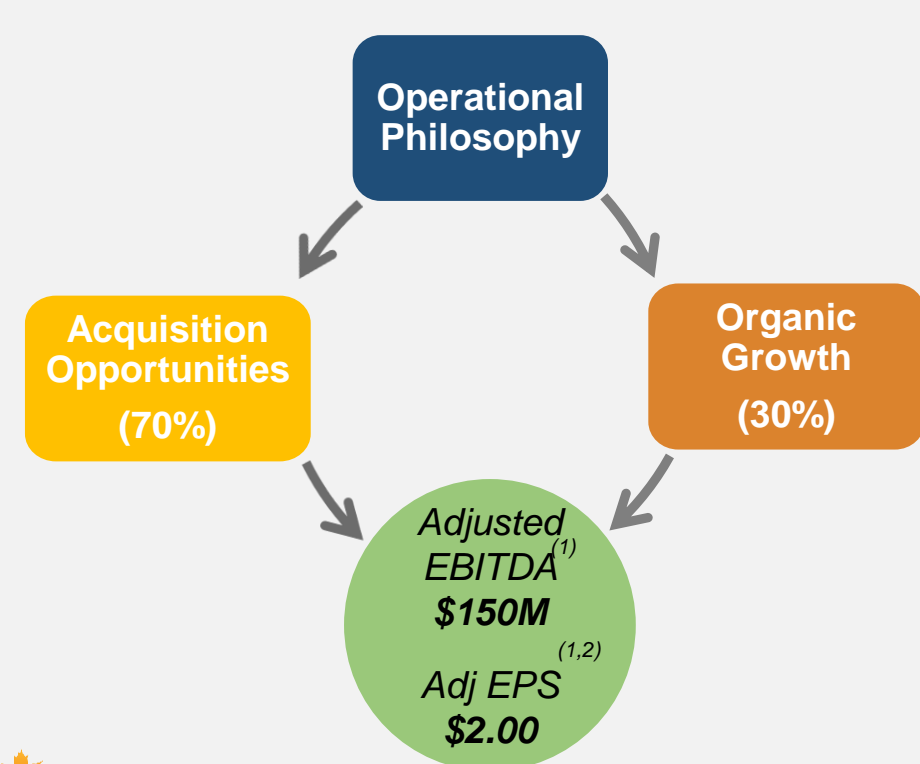 Operational
Philosophy
Acquisition
Opportunities
(70%)
Organic
Growth
(30%)
Adjusted
EBITDA(1)
$150M
(1,2)
Adj EPS
$2.00